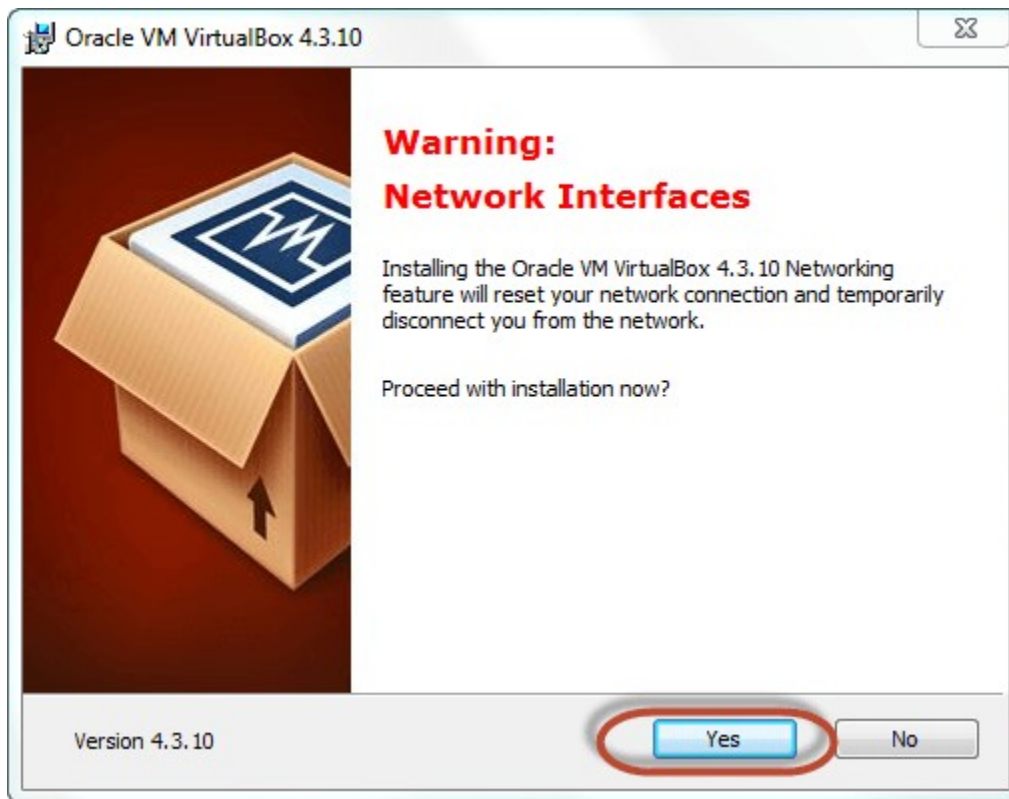 Oracle VM VirtualBox 4.3.10
Warning:
Network Interfaces
Installing the Oracle VM VirtualBox 4.3.10 Networking
feature will reset your network connection and temporarily
disconnect you from the network.
Proceed with installation now?
Version 4.3.10
Yes
No